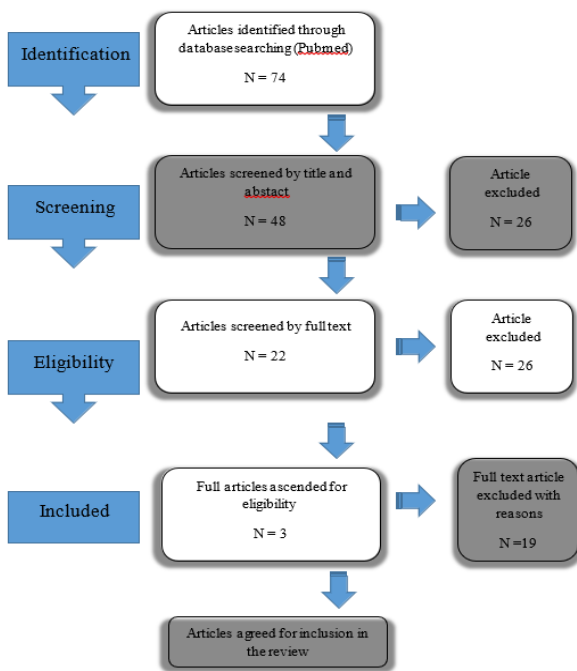 Identification
Articles identified through
database searching (Pubmed)
N = 74
Screening
Articles screened by title and
abstact
N = 48
Article
excluded
N = 26
Eligibility
Articles screened by full text
N = 22
Article
excluded
N = 26
Included
Full articles ascended for
eligibility
N = 3
Full text article
excluded with
reasons
N =19
Articles agreed for inclusion in
the review